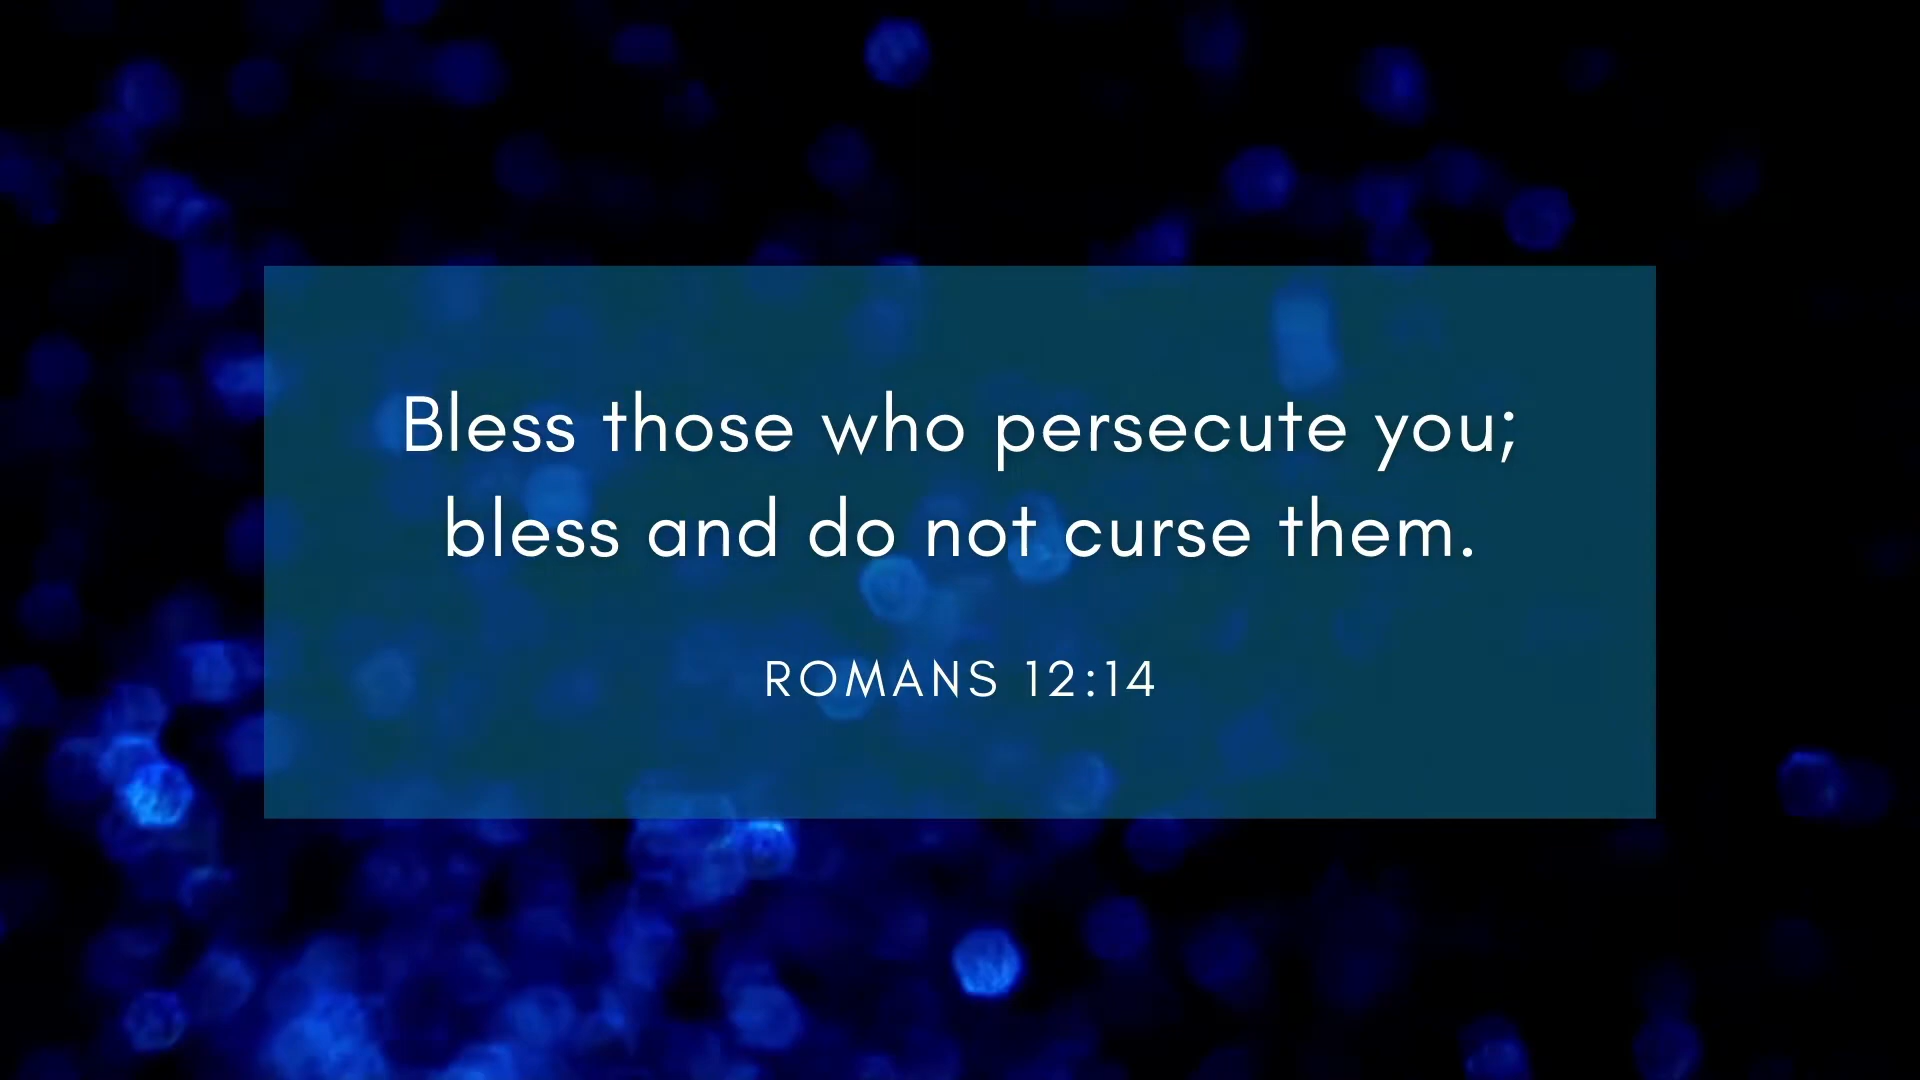 Bless those who persecute you;
bless and do not curse them.
ROMANS 12:14